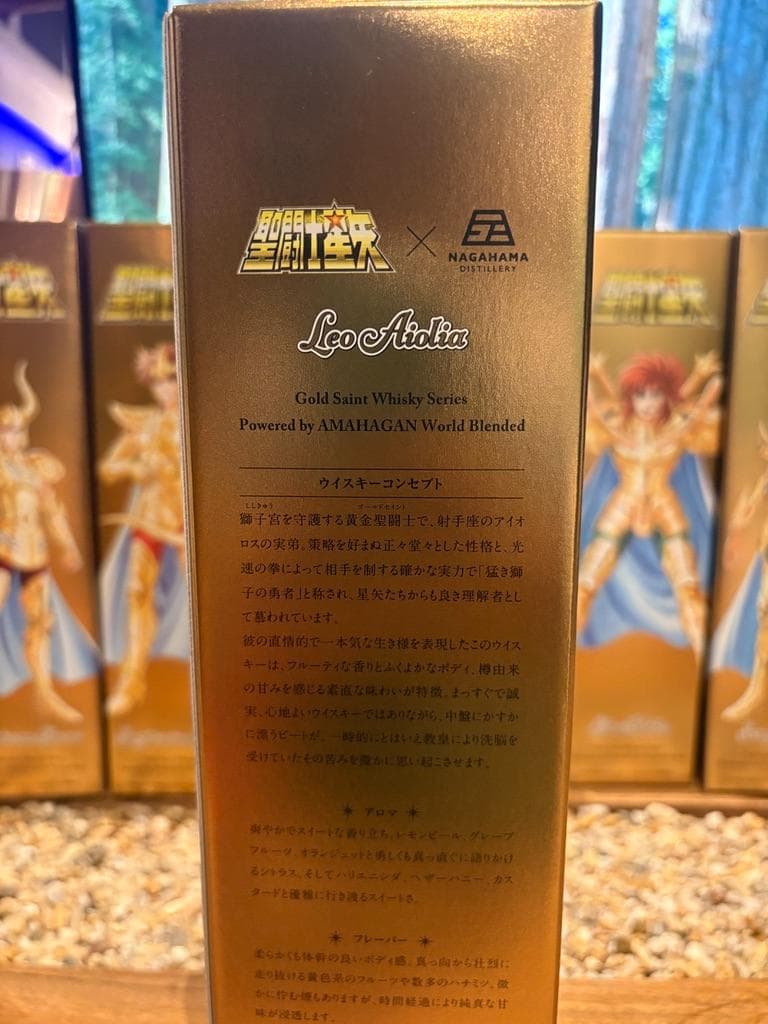 聖闘士星矢
×
NAGAHAMA
DISTILLERY
Leo Aiolia
Gold Saint Whisky Series
Powered by AMAHAGAN World Blended
ウイスキーコンセプト
ししきゅう
ゴールドセイント
獅子宮を守護する黄金聖闘士で、射手座のアイオ
ロスの実弟。策略を好まぬ正々堂々とした性格と、光
速の拳によって相手を制する確かな実力で「猛き獅
子の勇者」と称され、星矢たちからも良き理解者とし
て慕われています。
彼の直情的で一本気な生き様を表現したこのウイス
キーは、フルーティな香りとふくよかなボディ、樽由来
の甘みを感じる素直な味わいが特徴。まっすぐで誠
実、心地よいウイスキーではありながら、中盤にかすか
に漂うピートが、一時的にとはいえ教皇により洗脳を
受けていたその苦みを微かに思い起こさせます。
アロマ
爽やかでスイートな香り立ち。レモンピール、グレープ
フルーツ、オランジェットと勇しくも真っ直ぐに語りかけ
るシトラス。そしてハリエニシダ、ヘザーハニー、カス
タードと優雅に行き渡るスイートさ。
フレーバー
柔らかくも体幹の良いボディ感。真っ向から壮烈に
走り抜ける黄色系のフルーツや数多のハチミツ。微
かに佇む煙もありますが、時間経過により純真な甘
味が浸透します。